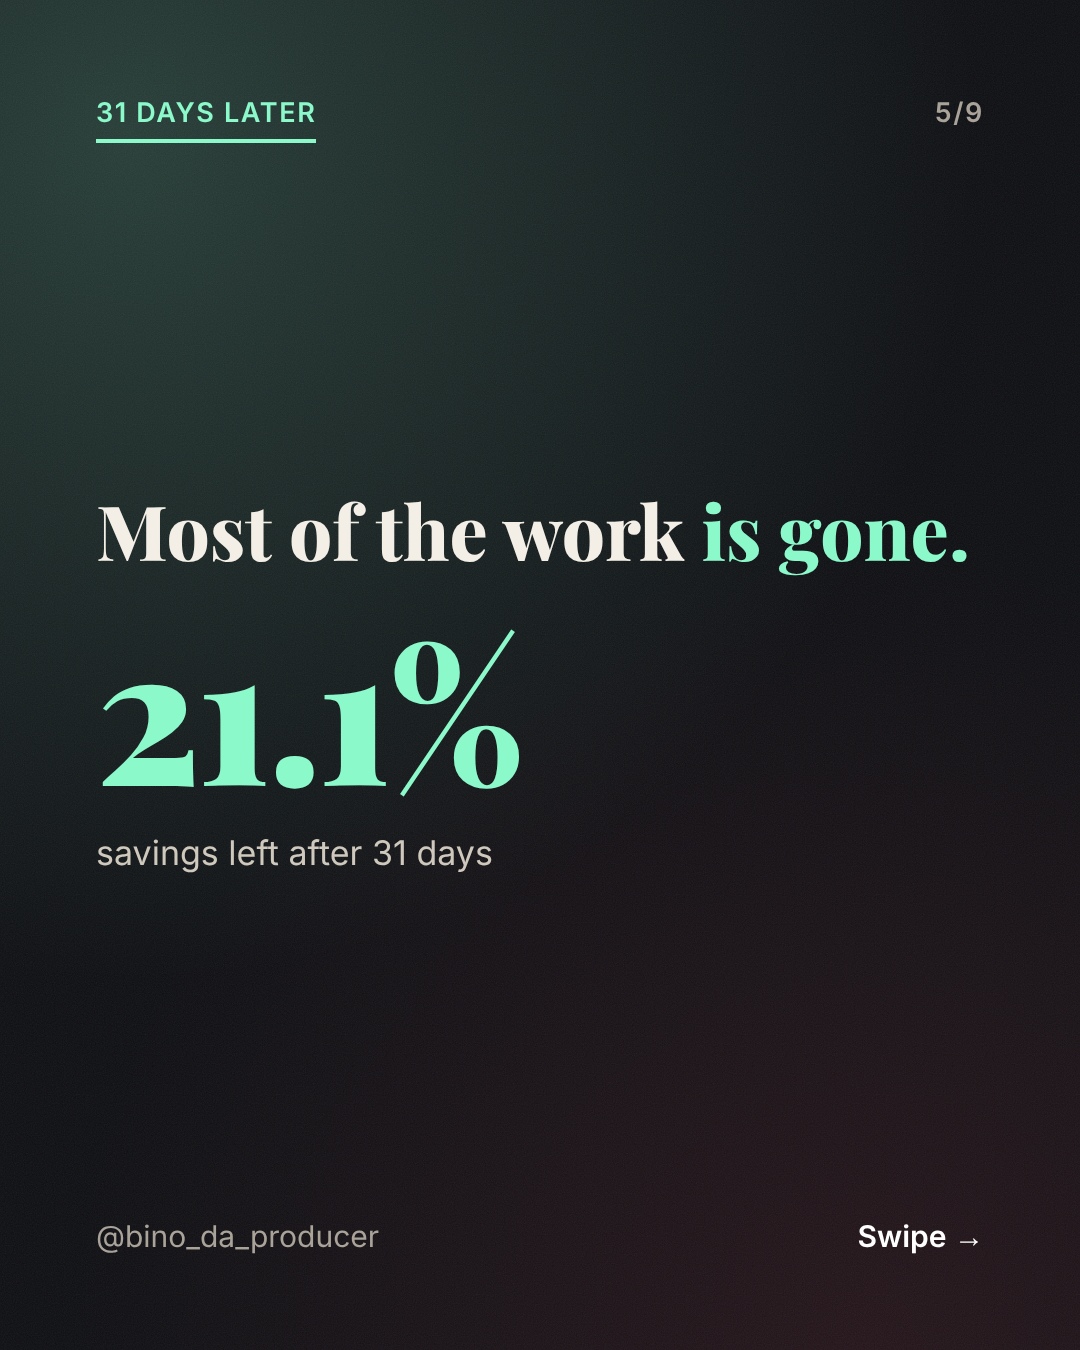 31 DAYS LATER
5/9
Most of the work is gone.
21.1%
savings left after 31 days
@bino_da_producer
Swipe →